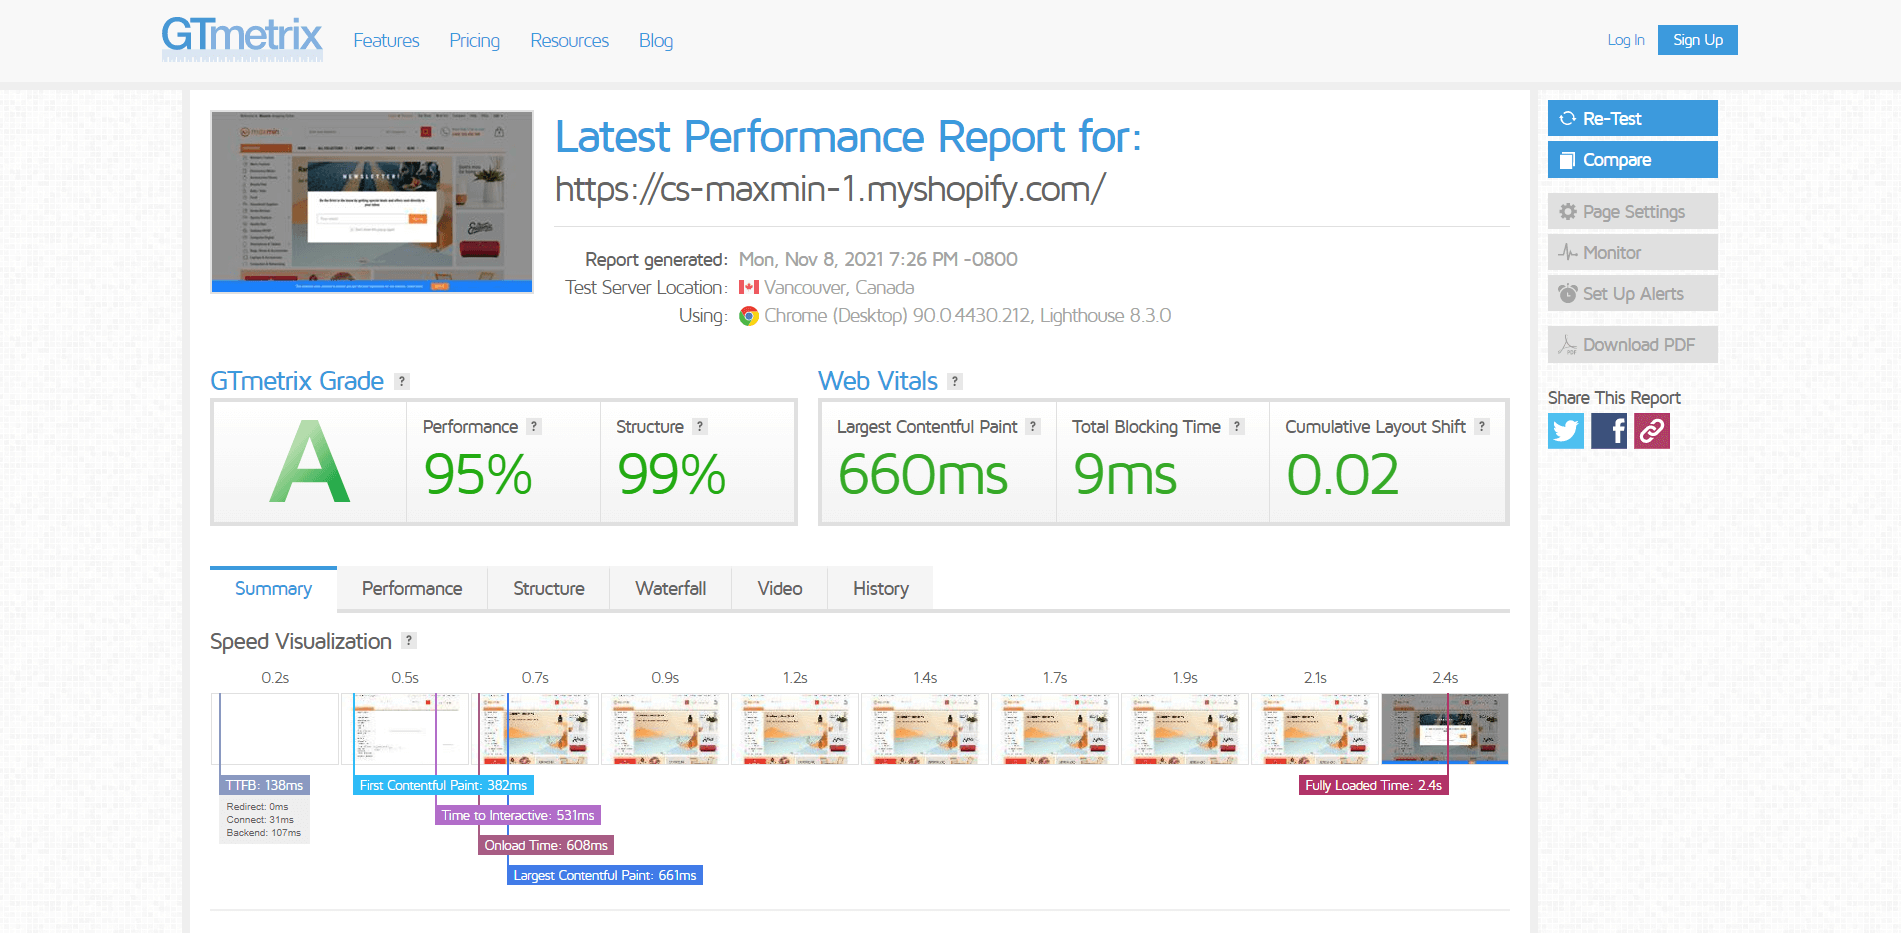 GTmetrix
Features Pricing Resources Blog
Log In Sign Up
maxmin
NEWSLETTER!
Latest Performance Report for:
https://cs-maxmin-1.myshopify.com/
Report generated: Mon, Nov 8, 2021 7:26 PM -0800
Test Server Location: Vancouver, Canada
Using: Chrome (Desktop) 90.0.4430.212, Lighthouse 8.3.0
Re-Test
Compare
Page Settings
Monitor
Set Up Alerts
Download PDF
Share This Report
GTmetrix Grade ?
A
Performance ?
95%
Structure ?
99%
Web Vitals ?
Largest Contentful Paint ?
660ms
Total Blocking Time ?
9ms
Cumulative Layout Shift ?
0.02
Summary Performance Structure Waterfall Video History
Speed Visualization ?
0.2s 0.5s 0.7s 0.9s 1.2s 1.4s 1.7s 1.9s 2.1s 2.4s
TTFB: 138ms
Redirect: 0ms
Connect: 31ms
Backend: 107ms
First Contentful Paint: 382ms
Time to Interactive: 531ms
Onload Time: 608ms
Largest Contentful Paint: 661ms
Fully Loaded Time: 2.4s